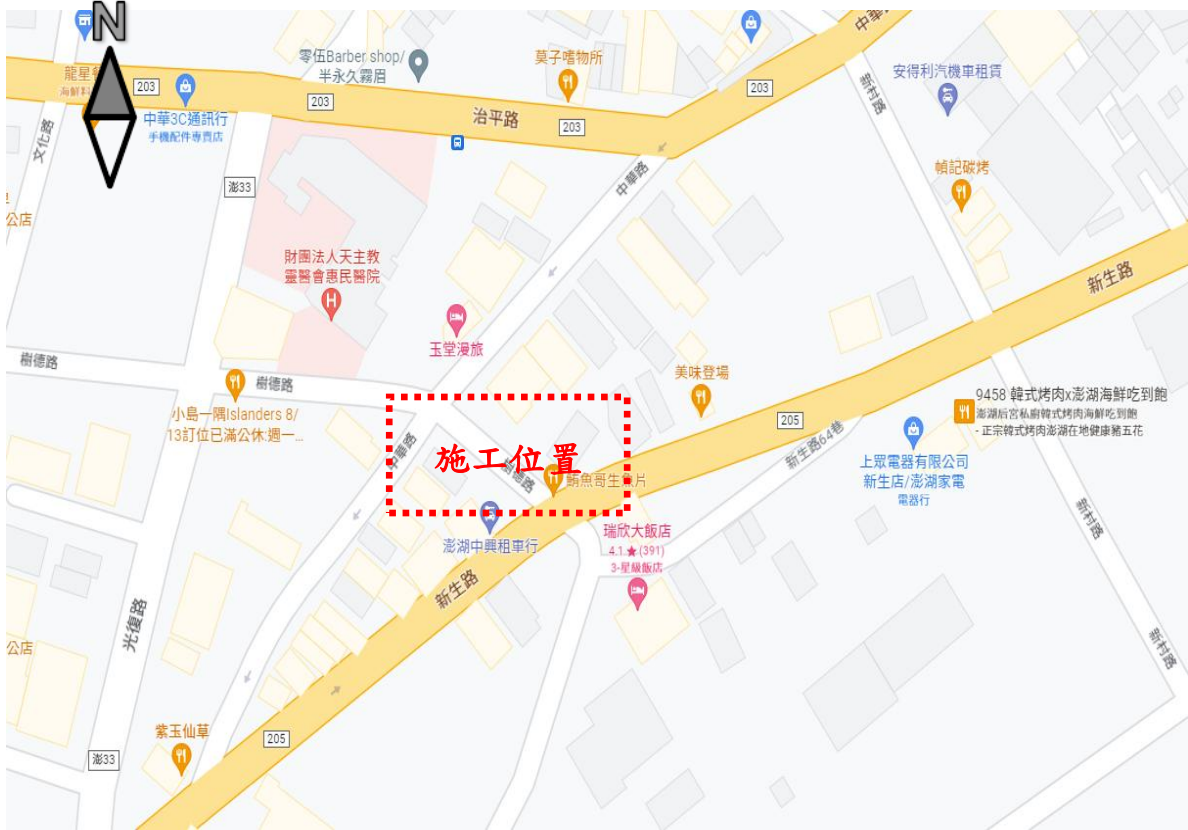 N
中華路
零伍Barber shop/
半永久霧眉
莫子嗜物所
安得利汽機車租賃
203
中華3C通訊行
手機配件專賣店
203
治平路
203
203
新村路
文化路
中華路
澎33
幀記碳烤
公店
財團法人天主教
靈醫會惠民醫院
H
新生路
玉堂漫旅
樹德路
樹德路
美味登場
9458 韓式烤肉x澎湖海鮮吃到飽
澎湖后宮私廚韓式烤肉海鮮吃到飽
- 正宗韓式烤肉澎湖在地健康豬五花
小島一隅Islanders 8/
13訂位已滿公休:週一...
205
中華路
施工位置
樹德路
鮪魚哥生魚片
新生路64巷
上眾電器有限公司
新生店/澎湖家電
電器行
新村路
澎湖中興租車行
瑞欣大飯店
4.1★(391)
3-星級飯店
新生路
光復路
公店
新村路
紫玉仙草
205
澎33